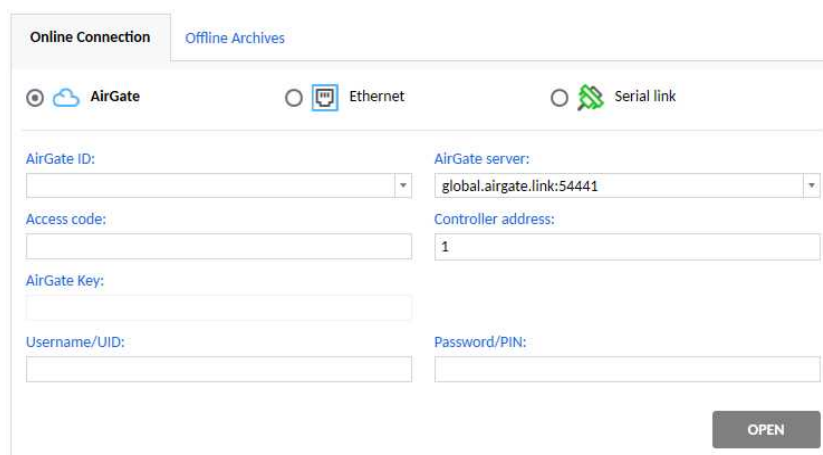 Online Connection
Offline Archives
AirGate
Ethernet
Serial link
AirGate ID:
AirGate server:
global.airgate.link:54441
Access code:
Controller address:
1
AirGate Key:
Username/UID:
Password/PIN:
OPEN